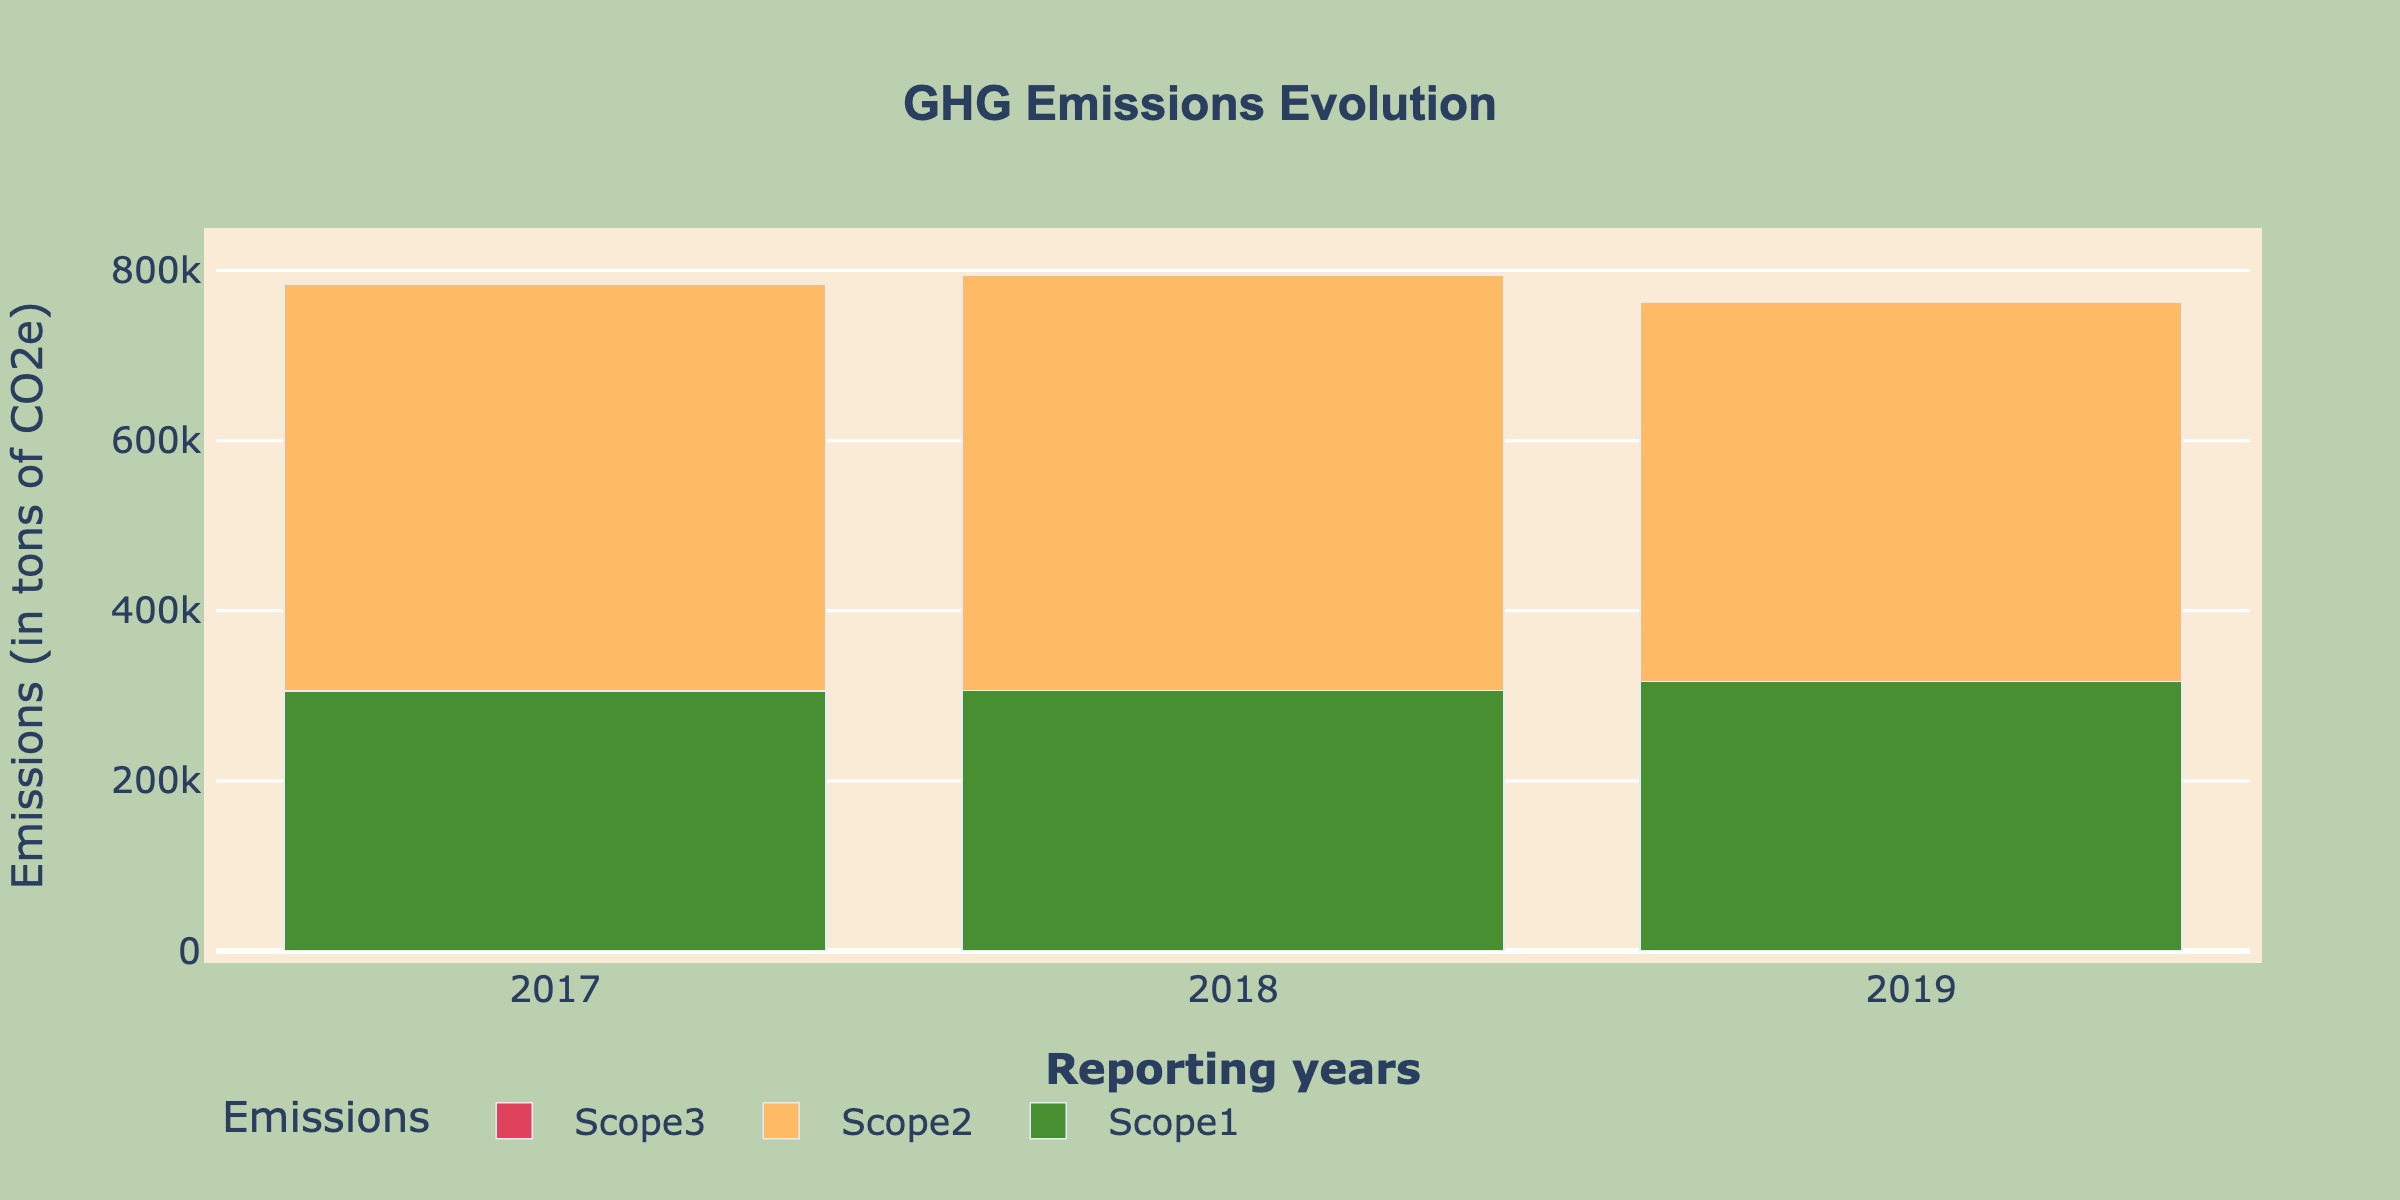 GHG Emissions Evolution
Emissions (in tons of CO2e)
800k
600k
400k
200k
0
2017 2018 2019
Reporting years
Emissions Scope3 Scope2 Scope1